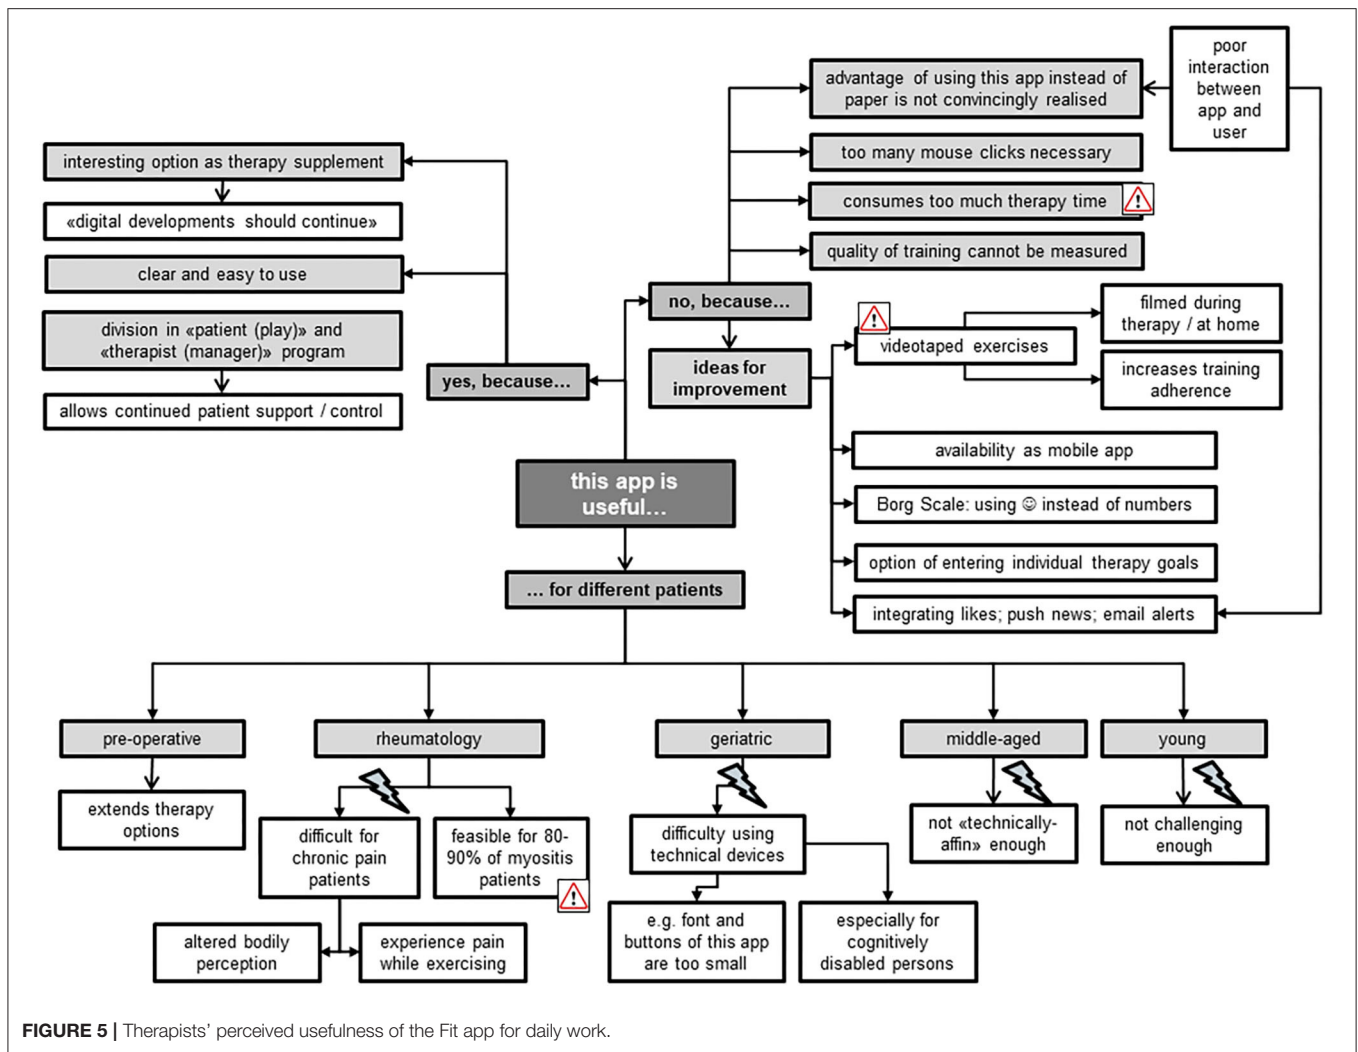 advantage of using this app instead of
paper is not convincingly realised
poor
interaction
between
app and
user
too many mouse clicks necessary
consumes too much therapy time
quality of training cannot be measured
interesting option as therapy supplement
«digital developments should continue»
clear and easy to use
division in «patient (play)» and
«therapist (manager)» program
allows continued patient support / control
yes, because...
no, because...
ideas for
improvement
videotaped exercises
filmed during
therapy / at home
increases training
adherence
availability as mobile app
Borg Scale: using ☺ instead of numbers
option of entering individual therapy goals
integrating likes; push news; email alerts
this app is
useful...
... for different patients
pre-operative
extends therapy
options
rheumatology
difficult for
chronic pain
patients
feasible for 80-
90% of myositis
patients
altered bodily
perception
experience pain
while exercising
geriatric
difficulty using
technical devices
e.g. font and
buttons of this app
are too small
especially for
cognitively
disabled persons
middle-aged
not «technically-
affin» enough
young
not challenging
enough
FIGURE 5 | Therapists' perceived usefulness of the Fit app for daily work.